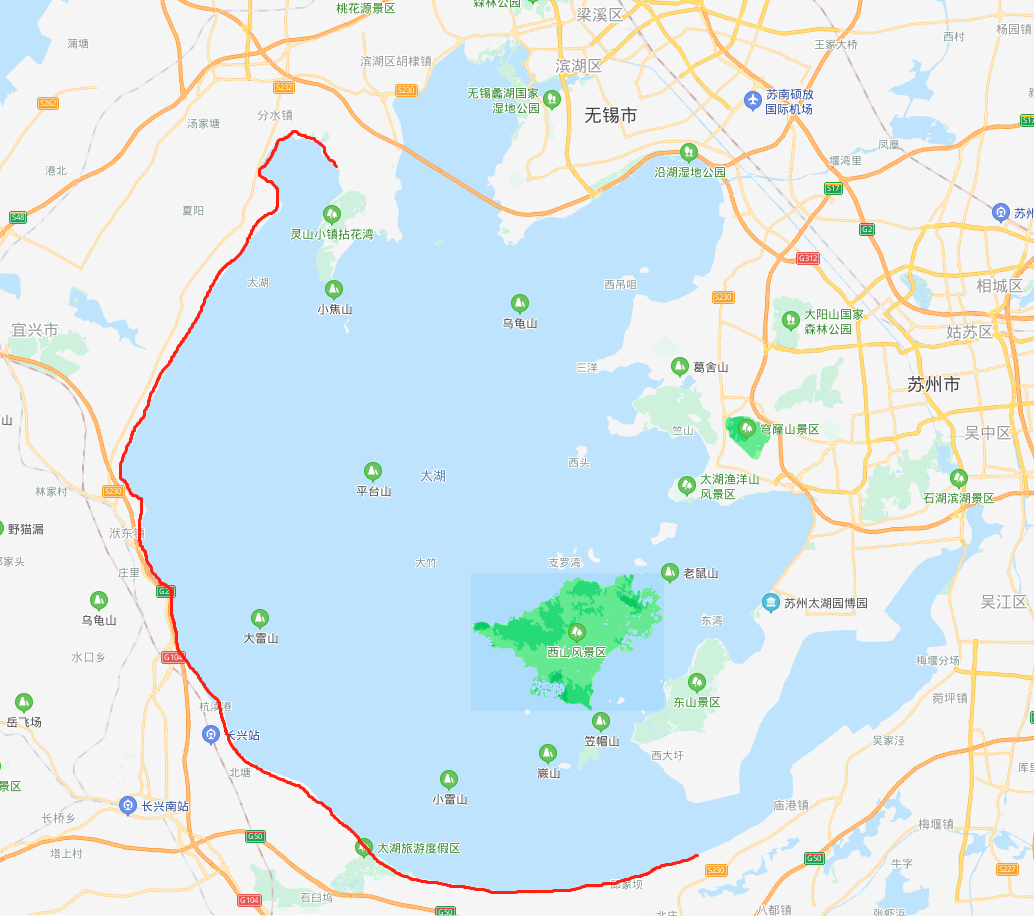 桃花源景区
森林公园
梁溪区
蒲塘
王家大桥
西村
杨园镇
滨湖区胡棣镇
滨湖区
S232
S230
无锡蠡湖国家
湿地公园
苏南硕放
国际机场
S262
分水镇
无锡市
汤家塘
S17
凤凰
港北
沿湖湿地公园
堰湾里
S17
夏阳
S48
灵山小镇拈花湾
苏州
G2
G312
太湖
西吊咀
相城区
S230
小焦山
乌龟山
大阳山国家
森林公园
宜兴市
姑苏区
三洋
葛舍山
苏州市
山
竺山
穹窿山景区
吴中区
西头
太湖
平台山
太湖渔洋山
风景区
石湖滨湖景区
林家村
S230
野猫漏
洑东镇
大竹
支罗湾
庄里
老鼠山
G25
乌龟山
苏州太湖园博园
吴江区
大雷山
东湾
西山风景区
水口乡
G104
梅堰分场
岳飞场
东山景区
菀坪镇
杭渎港
笠帽山
长兴站
吴家泾
西大圩
北塘
嶽山
小雷山
景区
长兴南站
庙港镇
长桥乡
梅堰镇
G50
太湖旅游度假区
塔上村
G50
牛字
S230
S227
石臼坞
G104
G50
八都镇